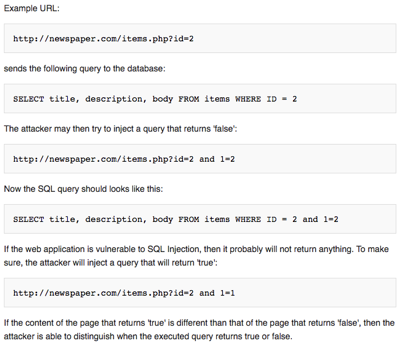 Example URL:
http://newspaper.com/items.php?id=2
sends the following query to the database:
SELECT title, description, body FROM items WHERE ID = 2
The attacker may then try to inject a query that returns 'false':
http://newspaper.com/items.php?id=2 and 1=2
Now the SQL query should looks like this:
SELECT title, description, body FROM items WHERE ID = 2 and 1=2
If the web application is vulnerable to SQL Injection, then it probably will not return anything. To make
sure, the attacker will inject a query that will return 'true':
http://newspaper.com/items.php?id=2 and 1=1
If the content of the page that returns 'true' is different than that of the page that returns 'false', then the
attacker is able to distinguish when the executed query returns true or false.